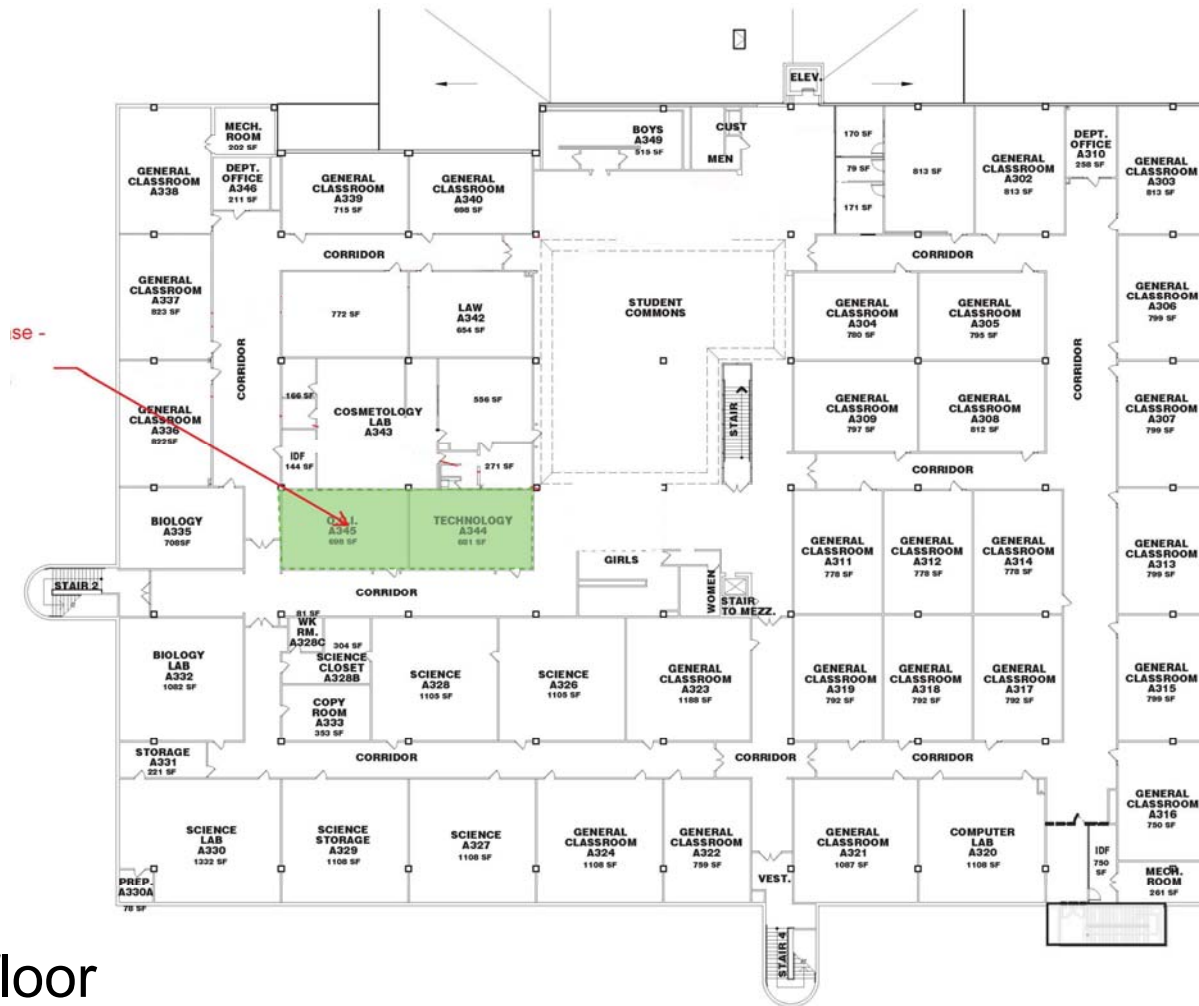 ELEV.
MECH.
ROOM
202 SF
BOYS
A349
515 SF
CUST
MEN
170 SF
79 SF
171 SF
813 SF
GENERAL
CLASSROOM
A302
813 SF
DEPT.
OFFICE
A310
258 SF
GENERAL
CLASSROOM
A303
813 SF
GENERAL
CLASSROOM
A338
DEPT.
OFFICE
A346
211 SF
GENERAL
CLASSROOM
A339
715 SF
GENERAL
CLASSROOM
A340
698 SF
CORRIDOR
CORRIDOR
GENERAL
CLASSROOM
A337
823 SF
772 SF
LAW
A342
654 SF
STUDENT
COMMONS
GENERAL
CLASSROOM
A304
780 SF
GENERAL
CLASSROOM
A305
795 SF
GENERAL
CLASSROOM
A306
799 SF
se -
CORRIDOR
CORRIDOR
GENERAL
CLASSROOM
A336
822SF
166 SF
COSMETOLOGY
LAB
A343
556 SF
STAIR
GENERAL
CLASSROOM
A309
797 SF
GENERAL
CLASSROOM
A308
812 SF
GENERAL
CLASSROOM
A307
799 SF
IDF
144 SF
271 SF
CORRIDOR
BIOLOGY
A335
708SF
A345
698 SF
TECHNOLOGY
A344
681 SF
GENERAL
CLASSROOM
A311
778 SF
GENERAL
CLASSROOM
A312
778 SF
GENERAL
CLASSROOM
A314
778 SF
GENERAL
CLASSROOM
A313
799 SF
GIRLS
WOMEN
STAIR 2
CORRIDOR
STAIR
TO MEZZ.
81 SF
WK
RM.
A328C
304 SF
SCIENCE
CLOSET
A328B
BIOLOGY
LAB
A332
1082 SF
SCIENCE
A328
1105 SF
SCIENCE
A326
1105 SF
GENERAL
CLASSROOM
A323
1188 SF
GENERAL
CLASSROOM
A319
792 SF
GENERAL
CLASSROOM
A318
792 SF
GENERAL
CLASSROOM
A317
792 SF
GENERAL
CLASSROOM
A315
799 SF
COPY
ROOM
A333
353 SF
STORAGE
A331
221 SF
CORRIDOR
CORRIDOR
CORRIDOR
GENERAL
CLASSROOM
A316
750 SF
SCIENCE
LAB
A330
1332 SF
SCIENCE
STORAGE
A329
1108 SF
SCIENCE
A327
1108 SF
GENERAL
CLASSROOM
A324
1108 SF
GENERAL
CLASSROOM
A322
759 SF
GENERAL
CLASSROOM
A321
1087 SF
COMPUTER
LAB
A320
1108 SF
IDF
750
SF
PREP.
A330A
78 SF
VEST.
MECH.
ROOM
261 SF
STAIR 4
loor